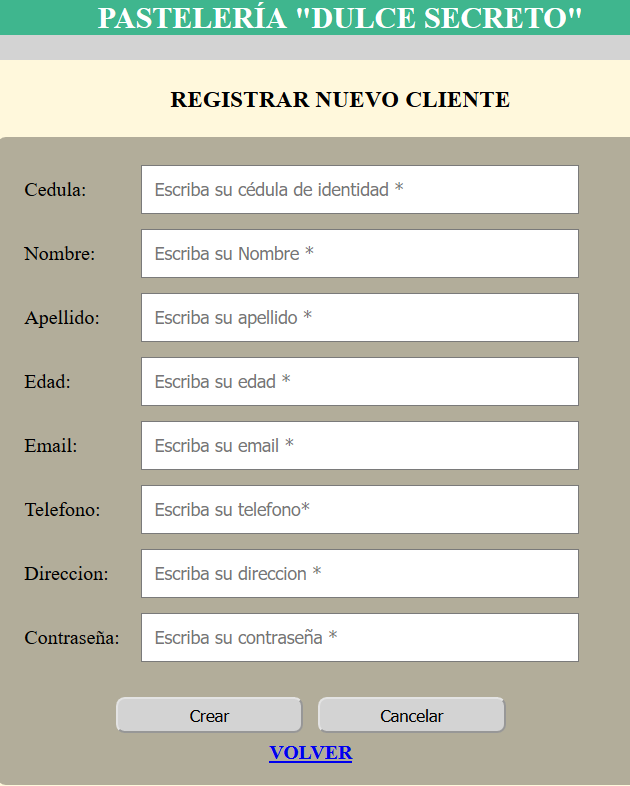 PASTELERÍA "DULCE SECRETO"
REGISTRAR NUEVO CLIENTE
Cedula: Escriba su cédula de identidad *
Nombre: Escriba su Nombre *
Apellido: Escriba su apellido *
Edad: Escriba su edad *
Email: Escriba su email *
Telefono: Escriba su telefono*
Direccion: Escriba su direccion *
Contraseña: Escriba su contraseña *
Crear Cancelar
VOLVER